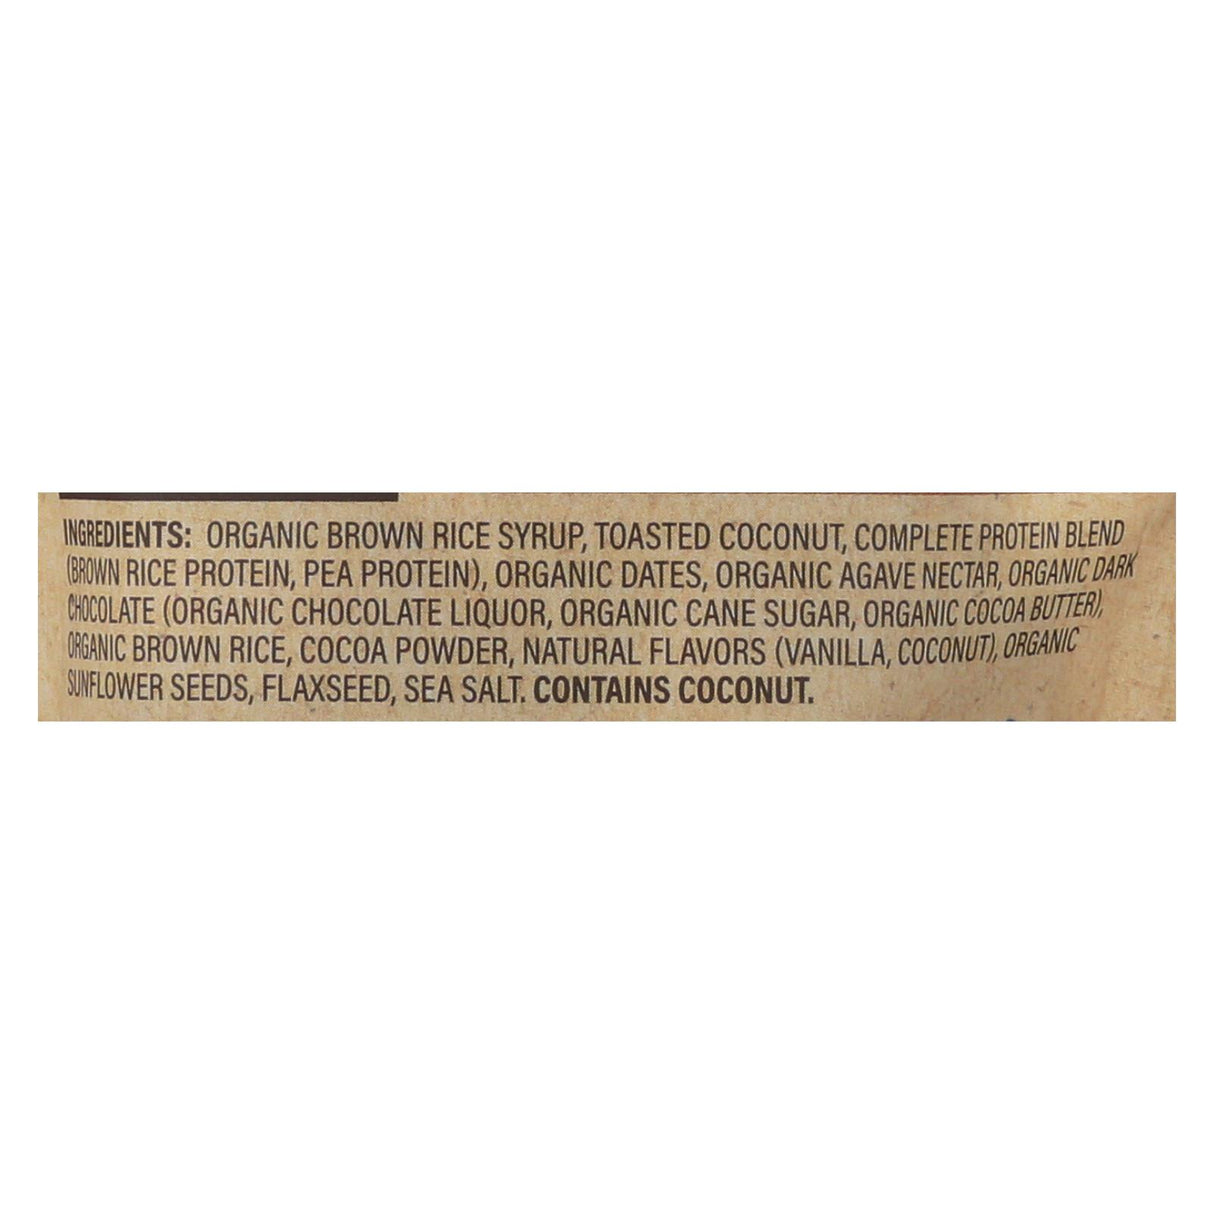 INGREDIENTS: ORGANIC BROWN RICE SYRUP, TOASTED COCONUT, COMPLETE PROTEIN BLEND
(BROWN RICE PROTEIN, PEA PROTEIN), ORGANIC DATES, ORGANIC AGAVE NECTAR, ORGANIC DARK
CHOCOLATE (ORGANIC CHOCOLATE LIQUOR, ORGANIC CANE SUGAR, ORGANIC COCOA BUTTER),
ORGANIC BROWN RICE, COCOA POWDER, NATURAL FLAVORS (VANILLA, COCONUT), ORGANIC
SUNFLOWER SEEDS, FLAXSEED, SEA SALT. CONTAINS COCONUT.